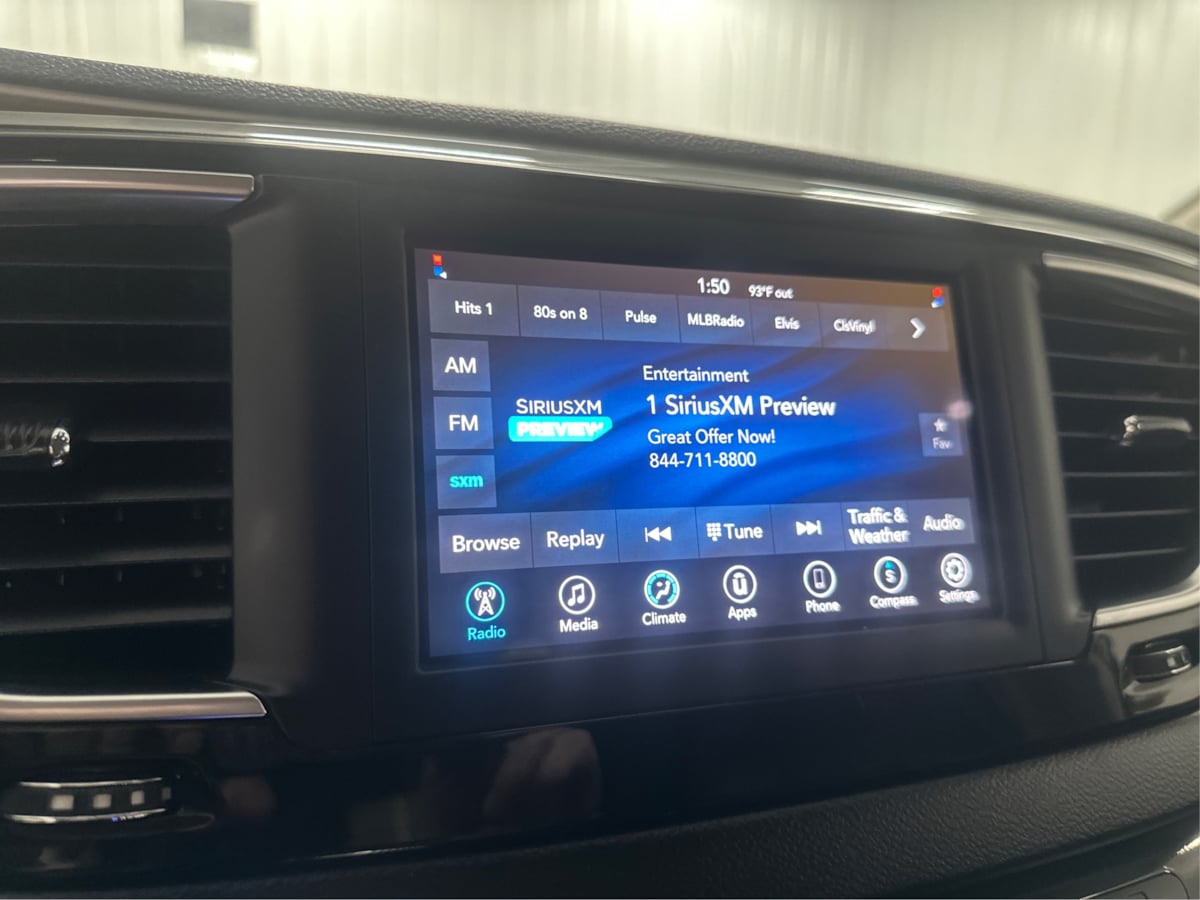 1:50 93°F out
Hits 1 80s on 8 Pulse MLBRadio Elvis ClsVinyl
AM
FM
sxm
SIRIUSXM
PREVIEW
Entertainment
1 SiriusXM Preview
Great Offer Now!
844-711-8800
Fav
Browse Replay Tune Traffic & Weather Audio
Radio Media Climate Apps Phone Compass Settings